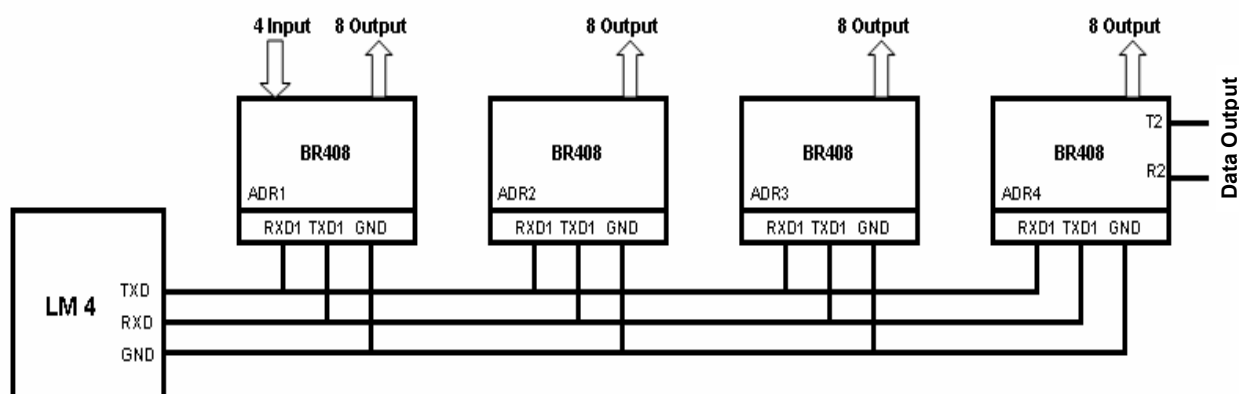 4 Input 8 Output 8 Output 8 Output 8 Output
BR408
ADR1
RXD1 TXD1 GND
BR408
ADR2
RXD1 TXD1 GND
BR408
ADR3
RXD1 TXD1 GND
T2
BR408
R2
ADR4
RXD1 TXD1 GND
Data Output
LM 4
TXD
RXD
GND